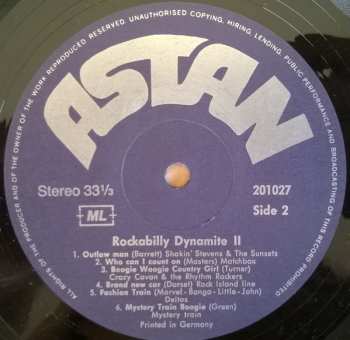 ALL RIGHTS OF THE MANUFACTURER AND OF THE OWNER OF THE WORK REPRODUCED RESERVED. UNAUTHORISED COPYING, HIRING, LENDING, PUBLIC PERFORMANCE AND BROADCASTING OF THIS RECORD PROHIBITED
ASTAN
Stereo 33⅓
201027
ML
Side 2
Rockabilly Dynamite II
1. Outlaw man (Barrett) Shakin' Stevens & The Sunsets
2. Who can I count on (Masters) Matchbox
3. Boogie Woogie Country Girl (Turner)
Crazy Cavan & the Rhythm Rockers
4. Brand new car (Dorset) Rock Island line
5. Fashion Train (Marvel-Bango-Little-John)
Deltas
6. Mystery Train Boogie (Green)
Mystery train
Printed in Germany